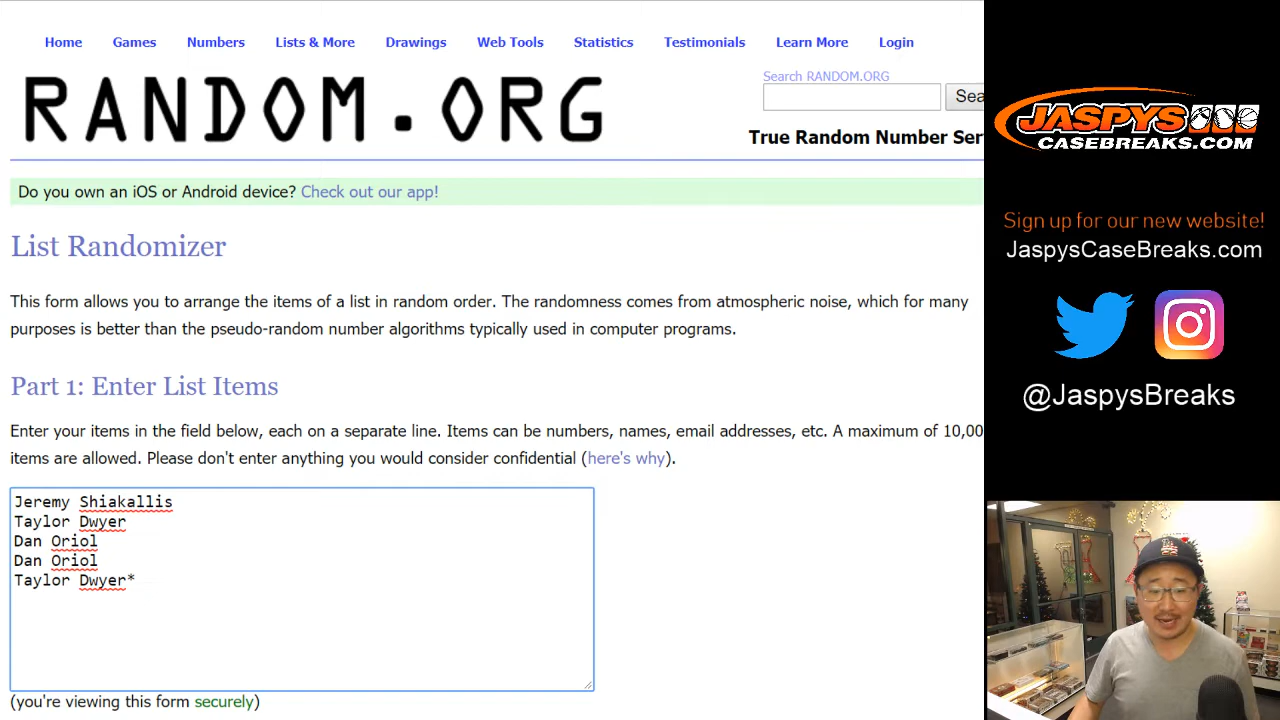 Home Games Numbers Lists & More Drawings Web Tools Statistics Testimonials Learn More Login
RANDOM.ORG
Search RANDOM.ORG
Sea
True Random Number Ser
Do you own an iOS or Android device? Check out our app!
List Randomizer
This form allows you to arrange the items of a list in random order. The randomness comes from atmospheric noise, which for many
purposes is better than the pseudo-random number algorithms typically used in computer programs.
Part 1: Enter List Items
Enter your items in the field below, each on a separate line. Items can be numbers, names, email addresses, etc. A maximum of 10,00
items are allowed. Please don't enter anything you would consider confidential (here's why).
Jeremy Shiakallis
Taylor Dwyer
Dan Oriol
Dan Oriol
Taylor Dwyer*
(you're viewing this form securely)
JASPYS
CASEBREAKS.COM
Sign up for our new website!
JaspysCaseBreaks.com
@JaspysBreaks